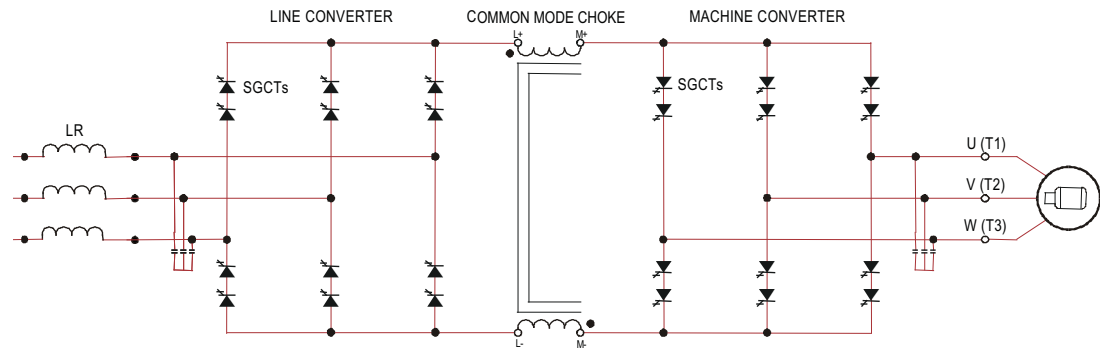 LINE CONVERTER
COMMON MODE CHOKE
MACHINE CONVERTER
L+
M+
SGCTs
SGCTs
LR
U (T1)
V (T2)
W (T3)
L-
M-